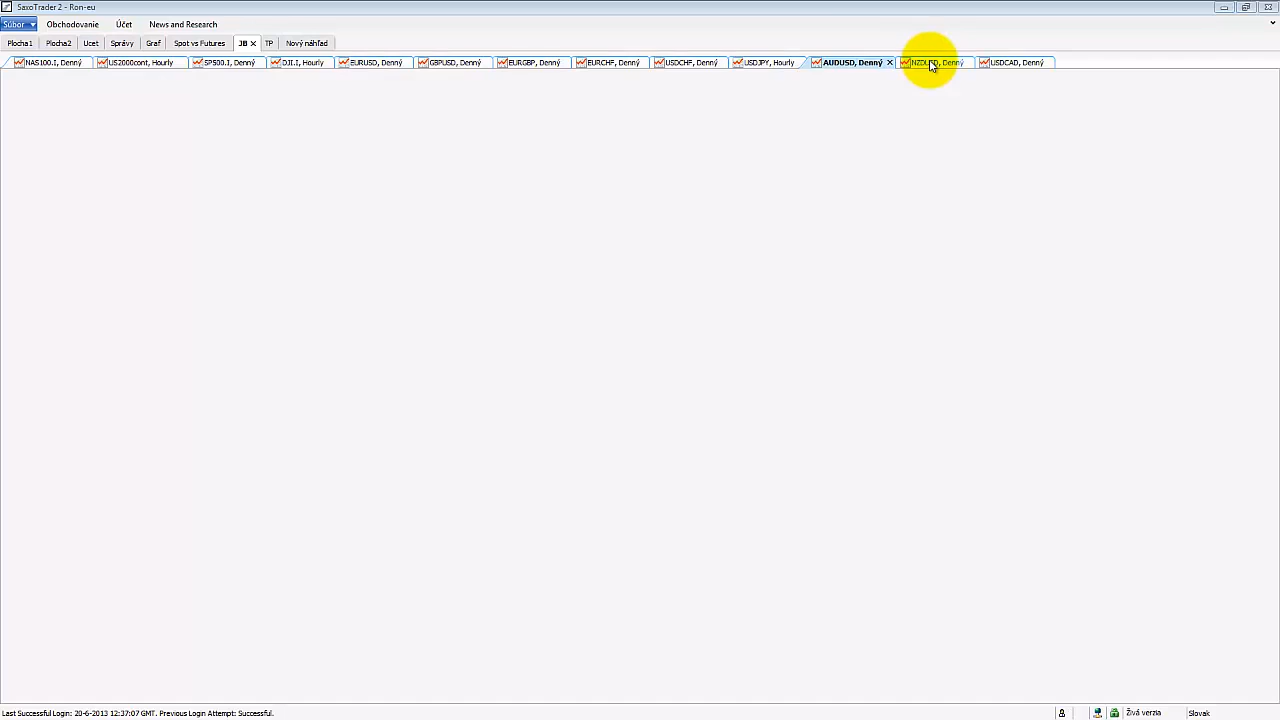 SaxoTrader 2 - Ron-eu
Súbor Obchodovanie Účet News and Research
Plocha1 Plocha2 Ucet Správy Graf Spot vs Futures JB TP Nový náhľad
NAS100.I, Denný US2000cont, Hourly SP500.I, Denný DJI.I, Hourly EURUSD, Denný GBPUSD, Denný EURGBP, Denný EURCHF, Denný USDCHF, Denný USDJPY, Hourly AUDUSD, Denný NZDUSD, Denný USDCAD, Denný
Last Successful Login: 20-6-2013 12:37:07 GMT. Previous Login Attempt: Successful. Živá verzia Slovak